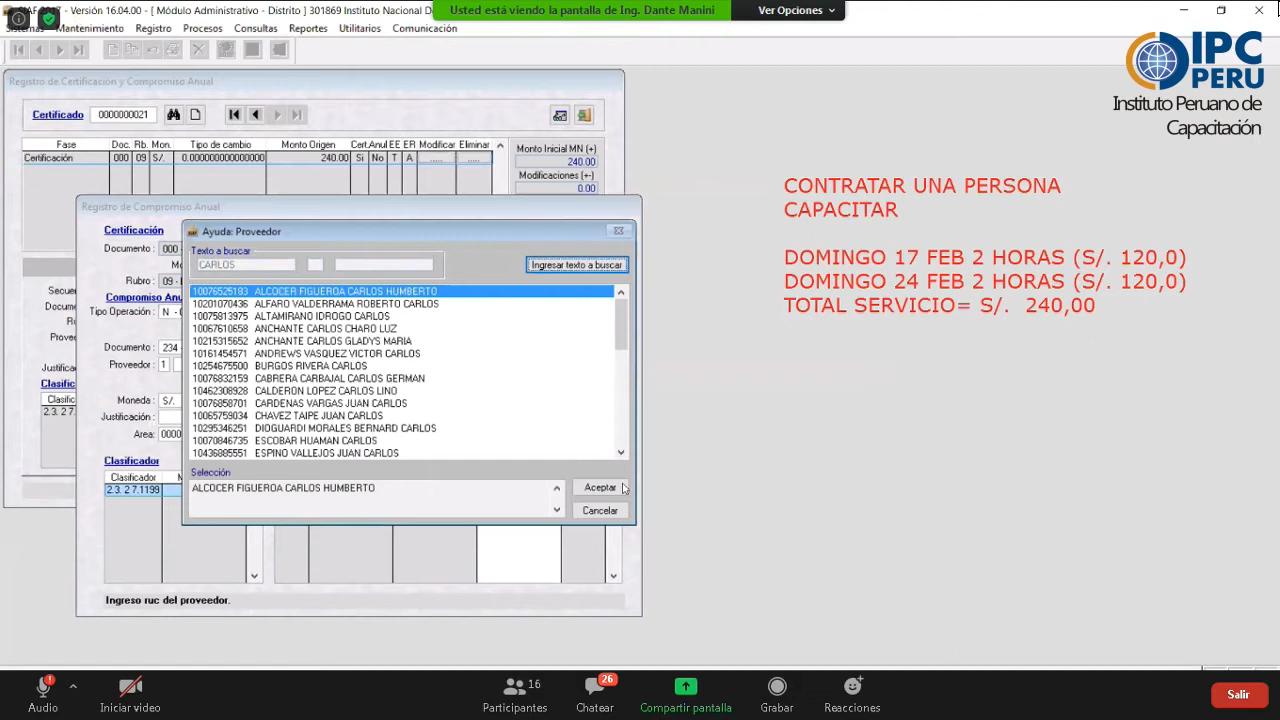 SIAF 2017 - Versión 16.04.00 - [ Módulo Administrativo - Distrito ] 301869 Instituto Nacional De
Usted está viendo la pantalla de Ing. Dante Manini
Ver Opciones
Sistemas Mantenimiento Registro Procesos Consultas Reportes Utilitarios Comunicación
IPC
PERU
Instituto Peruano de
Capacitación
Registro de Certificación y Compromiso Anual
Certificado 0000000021
Fase Doc. Rb. Mon. Tipo de cambio Monto Origen Cert. Anul EE ER Modificar Eliminar
Certificación 000 09 S/. 0.000000000000000 240.00 Si No T A ..... .....
Monto Inicial MN (+)
240.00
Modificaciones (+-)
0.00
Registro de Compromiso Anual
Certificación
Documento : 000 -
Rubro : 09 -
Compromiso Anu
Tipo Operación : N -
Documento : 234 -
Proveedor : 1
Moneda : S/.
Justificación :
Area : 0000
Clasificador
Clasificador
2.3. 2 7.1199
Ingreso ruc del proveedor.
Ayuda: Proveedor
Texto a buscar
CARLOS
Ingresar texto a buscar
10076525183 ALCOCER FIGUEROA CARLOS HUMBERTO
10201070436 ALFARO VALDERRAMA ROBERTO CARLOS
10075813975 ALTAMIRANO IDROGO CARLOS
10067610658 ANCHANTE CARLOS CHARO LUZ
10215315652 ANCHANTE CARLOS GLADYS MARIA
10161454571 ANDREWS VASQUEZ VICTOR CARLOS
10254675500 BURGOS RIVERA CARLOS
10076832159 CABRERA CARBAJAL CARLOS GERMAN
10462308928 CALDERON LOPEZ CARLOS LINO
10076858701 CARDENAS VARGAS JUAN CARLOS
10065759034 CHAVEZ TAIPE JUAN CARLOS
10295346251 DIOGUARDI MORALES BERNARD CARLOS
10070846735 ESCOBAR HUAMAN CARLOS
10436885551 ESPINO VALLEJOS JUAN CARLOS
Selección
ALCOCER FIGUEROA CARLOS HUMBERTO
Aceptar
Cancelar
CONTRATAR UNA PERSONA
CAPACITAR
DOMINGO 17 FEB 2 HORAS (S/. 120,0)
DOMINGO 24 FEB 2 HORAS (S/. 120,0)
TOTAL SERVICIO= S/. 240,00
Audio
Iniciar video
16
Participantes
26
Chatear
Compartir pantalla
Grabar
Reacciones
Salir